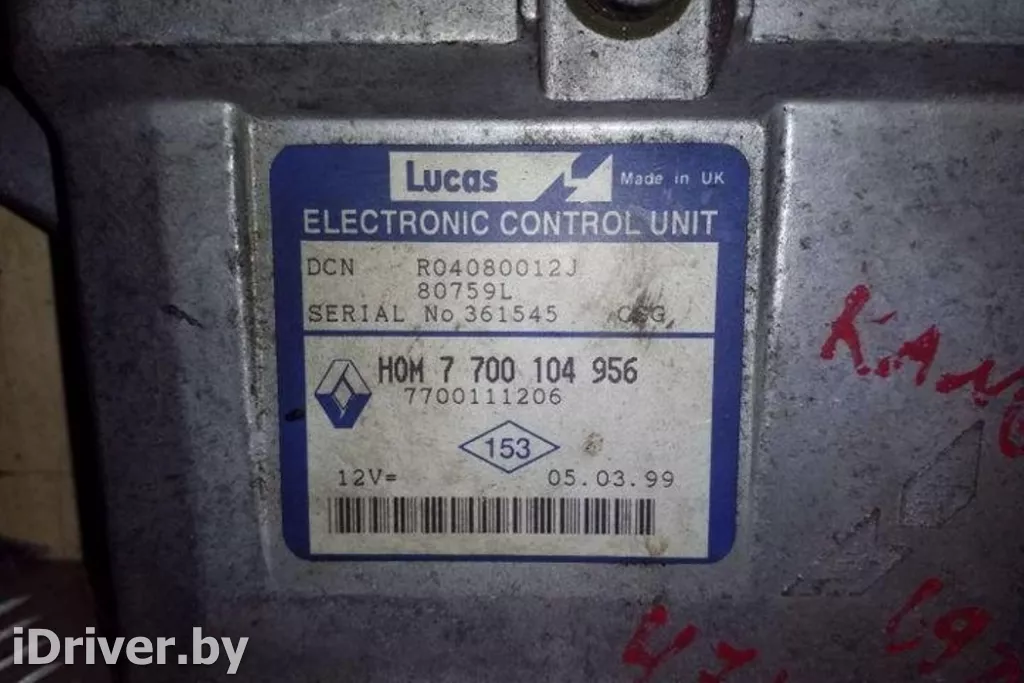 Lucas Made in UK
ELECTRONIC CONTROL UNIT
DCN R04080012J
80759L
SERIAL No 361545
HOM 7 700 104 956
7700111206
153
12V= 05.03.99
iDriver.by